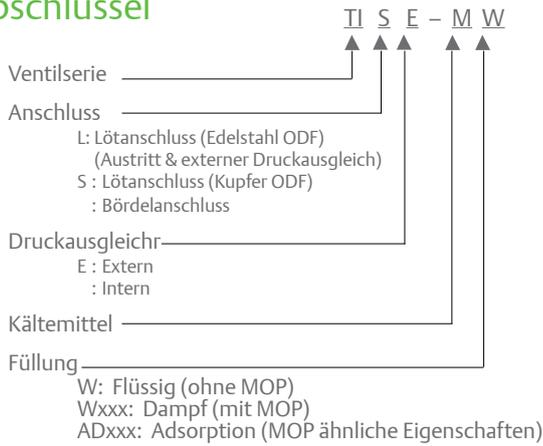 TI S E – M W
Ventilserie
Anschluss
L: Lötanschluss (Edelstahl ODF)
(Austritt & externer Druckausgleich)
S : Lötanschluss (Kupfer ODF)
: Bördelanschluss
Druckausgleichr
E : Extern
: Intern
Kältemittel
Füllung
W: Flüssig (ohne MOP)
Wxxx: Dampf (mit MOP)
ADxxx: Adsorption (MOP ähnliche Eigenschaften)